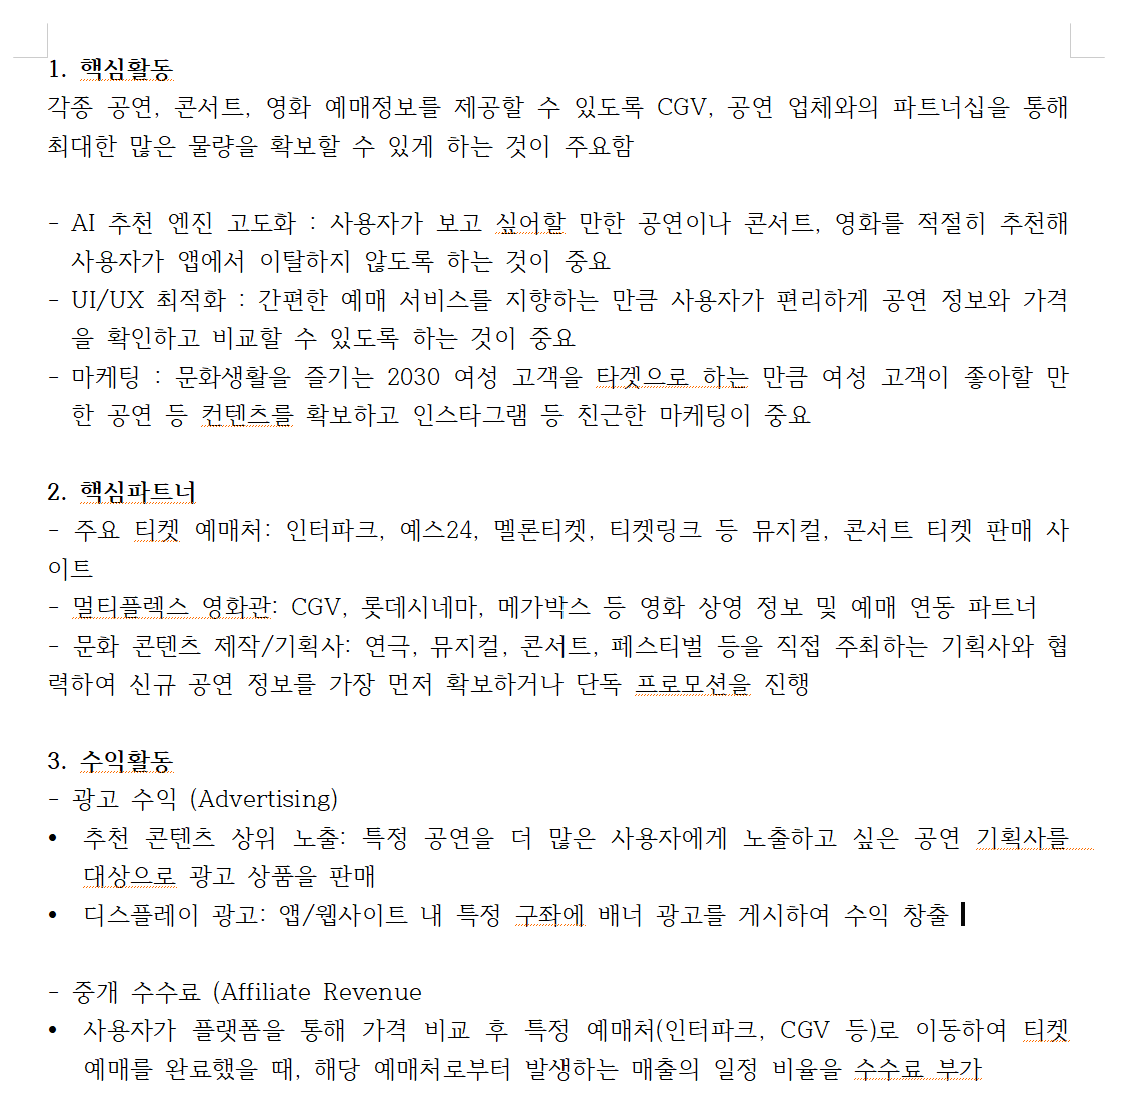 1. 핵심활동
각종 공연, 콘서트, 영화 예매정보를 제공할 수 있도록 CGV, 공연 업체와의 파트너십을 통해
최대한 많은 물량을 확보할 수 있게 하는 것이 주요함
- AI 추천 엔진 고도화 : 사용자가 보고 싶어할 만한 공연이나 콘서트, 영화를 적절히 추천해
사용자가 앱에서 이탈하지 않도록 하는 것이 중요
- UI/UX 최적화 : 간편한 예매 서비스를 지향하는 만큼 사용자가 편리하게 공연 정보와 가격
을 확인하고 비교할 수 있도록 하는 것이 중요
- 마케팅 : 문화생활을 즐기는 2030 여성 고객을 타겟으로 하는 만큼 여성 고객이 좋아할 만
한 공연 등 컨텐츠를 확보하고 인스타그램 등 친근한 마케팅이 중요
2. 핵심파트너
- 주요 티켓 예매처: 인터파크, 예스24, 멜론티켓, 티켓링크 등 뮤지컬, 콘서트 티켓 판매 사
이트
- 멀티플렉스 영화관: CGV, 롯데시네마, 메가박스 등 영화 상영 정보 및 예매 연동 파트너
- 문화 콘텐츠 제작/기획사: 연극, 뮤지컬, 콘서트, 페스티벌 등을 직접 주최하는 기획사와 협
력하여 신규 공연 정보를 가장 먼저 확보하거나 단독 프로모션을 진행
3. 수익활동
- 광고 수익 (Advertising)
• 추천 콘텐츠 상위 노출: 특정 공연을 더 많은 사용자에게 노출하고 싶은 공연 기획사를
대상으로 광고 상품을 판매
• 디스플레이 광고: 앱/웹사이트 내 특정 구좌에 배너 광고를 게시하여 수익 창출
- 중개 수수료 (Affiliate Revenue
• 사용자가 플랫폼을 통해 가격 비교 후 특정 예매처(인터파크, CGV 등)로 이동하여 티켓
예매를 완료했을 때, 해당 예매처로부터 발생하는 매출의 일정 비율을 수수료 부가